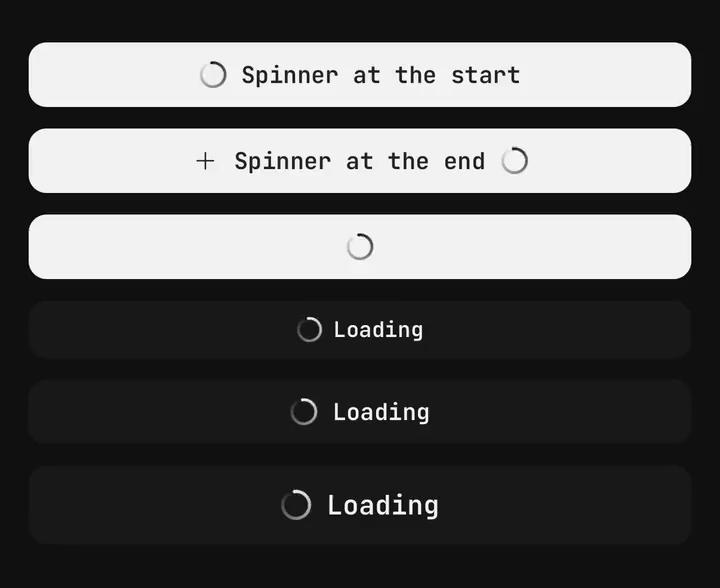 Spinner at the start
Spinner at the end
Loading
Loading
Loading